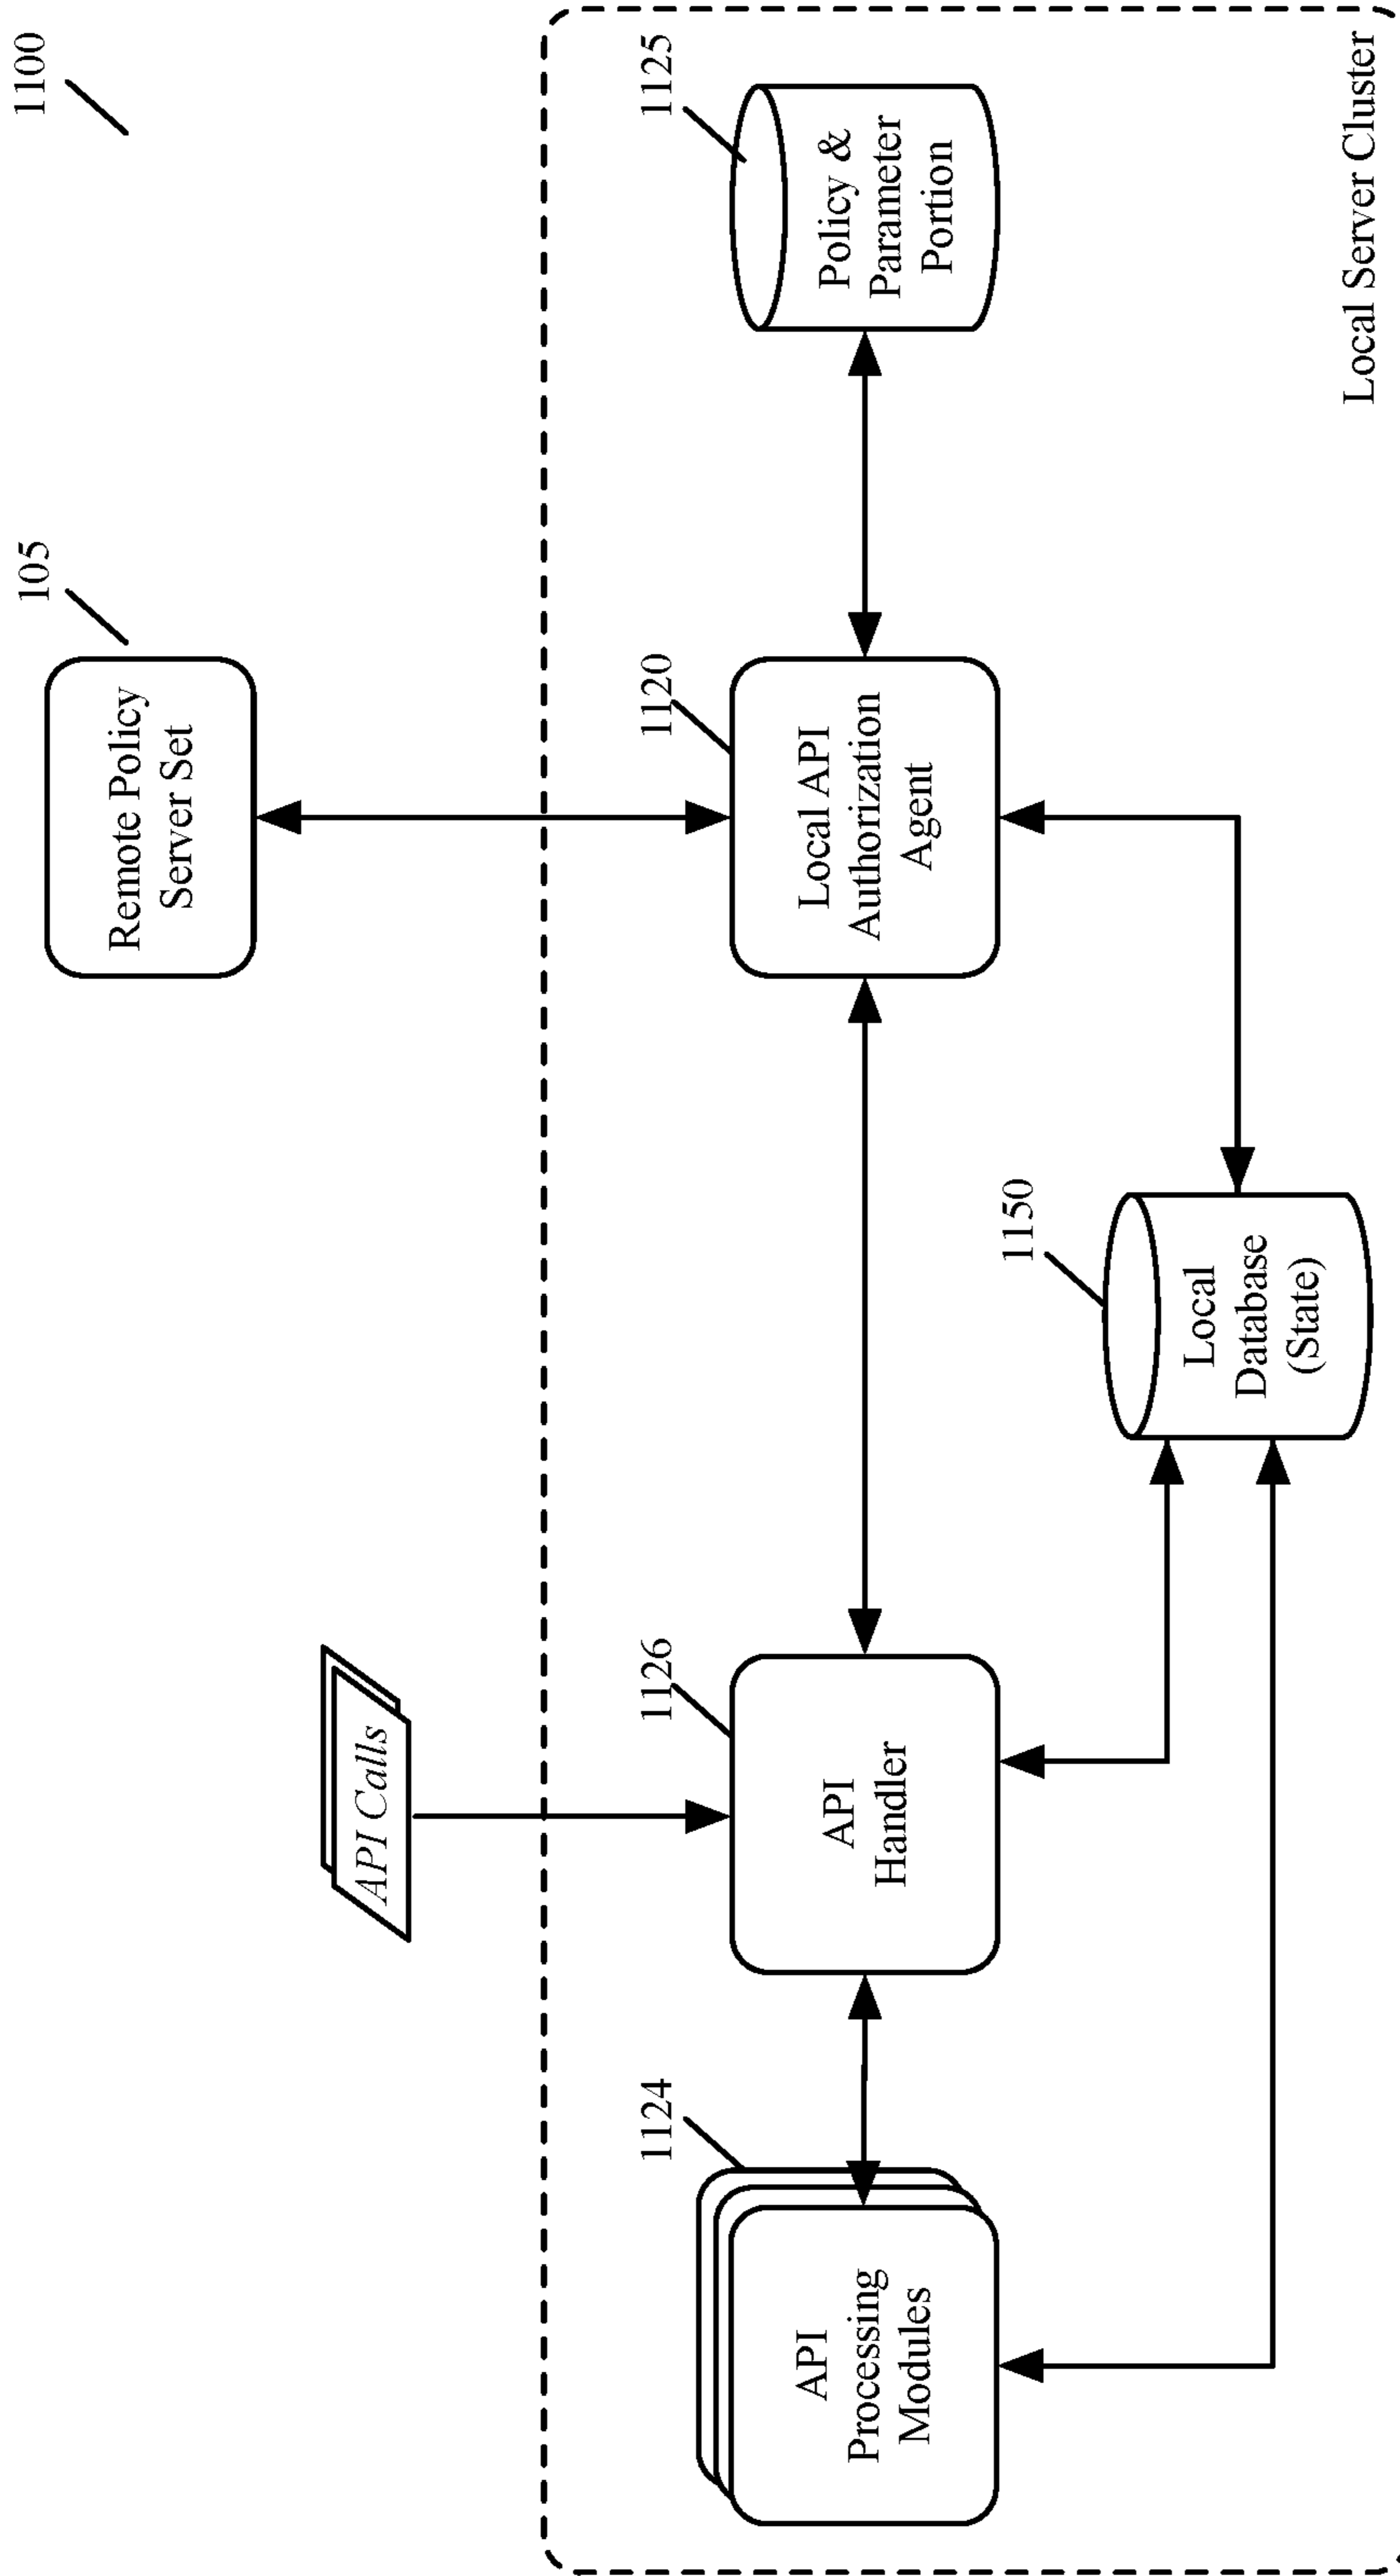 1100
105
Remote Policy
Server Set
API Calls
1124
1126
1120
1125
API
Processing
Modules
API
Handler
Local API
Authorization
Agent
Policy &
Parameter
Portion
1150
Local
Database
(State)
Local Server Cluster